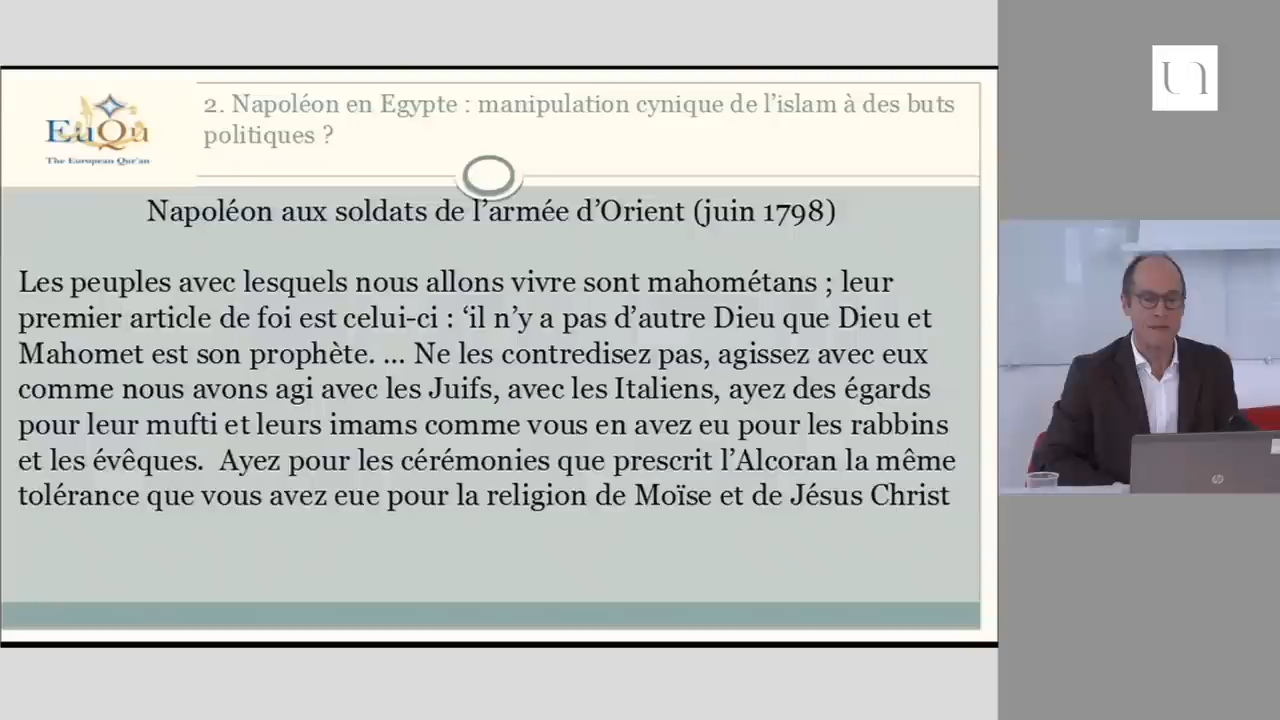 EuQu
The European Qur'an
2. Napoléon en Egypte : manipulation cynique de l'islam à des buts
politiques ?
Napoléon aux soldats de l'armée d'Orient (juin 1798)
Les peuples avec lesquels nous allons vivre sont mahométans ; leur
premier article de foi est celui-ci : ‘il n'y a pas d'autre Dieu que Dieu et
Mahomet est son prophète. ... Ne les contredisez pas, agissez avec eux
comme nous avons agi avec les Juifs, avec les Italiens, ayez des égards
pour leur mufti et leurs imams comme vous en avez eu pour les rabbins
et les évêques.  Ayez pour les cérémonies que prescrit l'Alcoran la même
tolérance que vous avez eue pour la religion de Moïse et de Jésus Christ
UN
hp